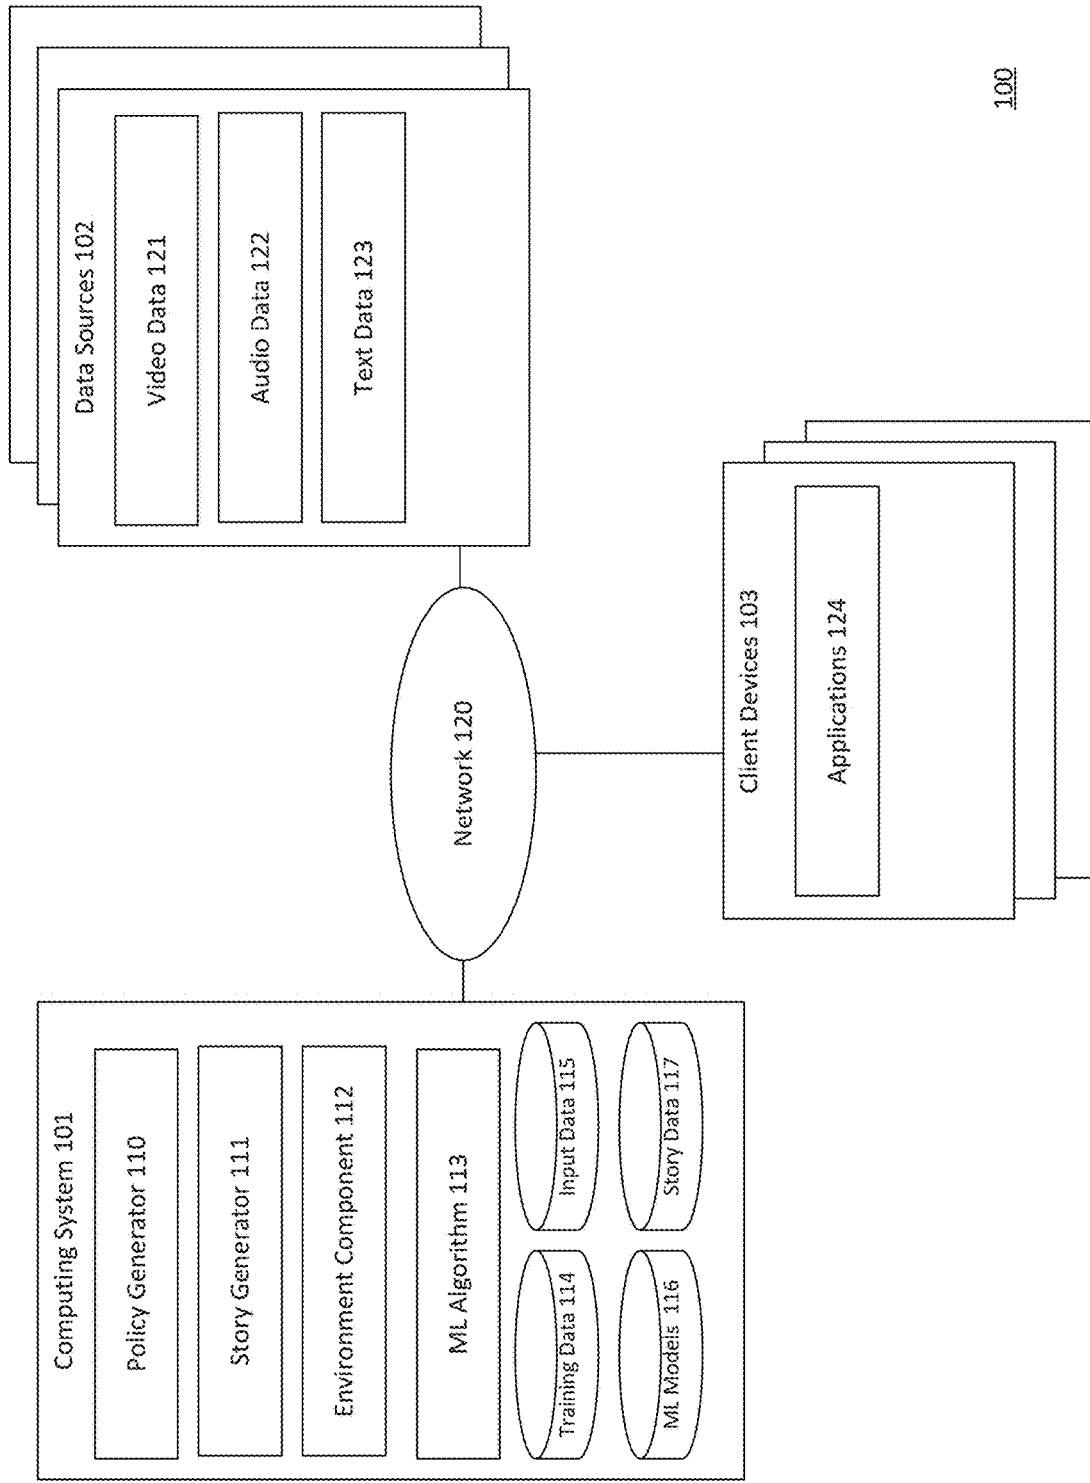 Computing System 101
Policy Generator 110
Story Generator 111
Environment Component 112
ML Algorithm 113
Training Data 114
Input Data 115
ML Models 116
Story Data 117
Network 120
Data Sources 102
Video Data 121
Audio Data 122
Text Data 123
Client Devices 103
Applications 124
100